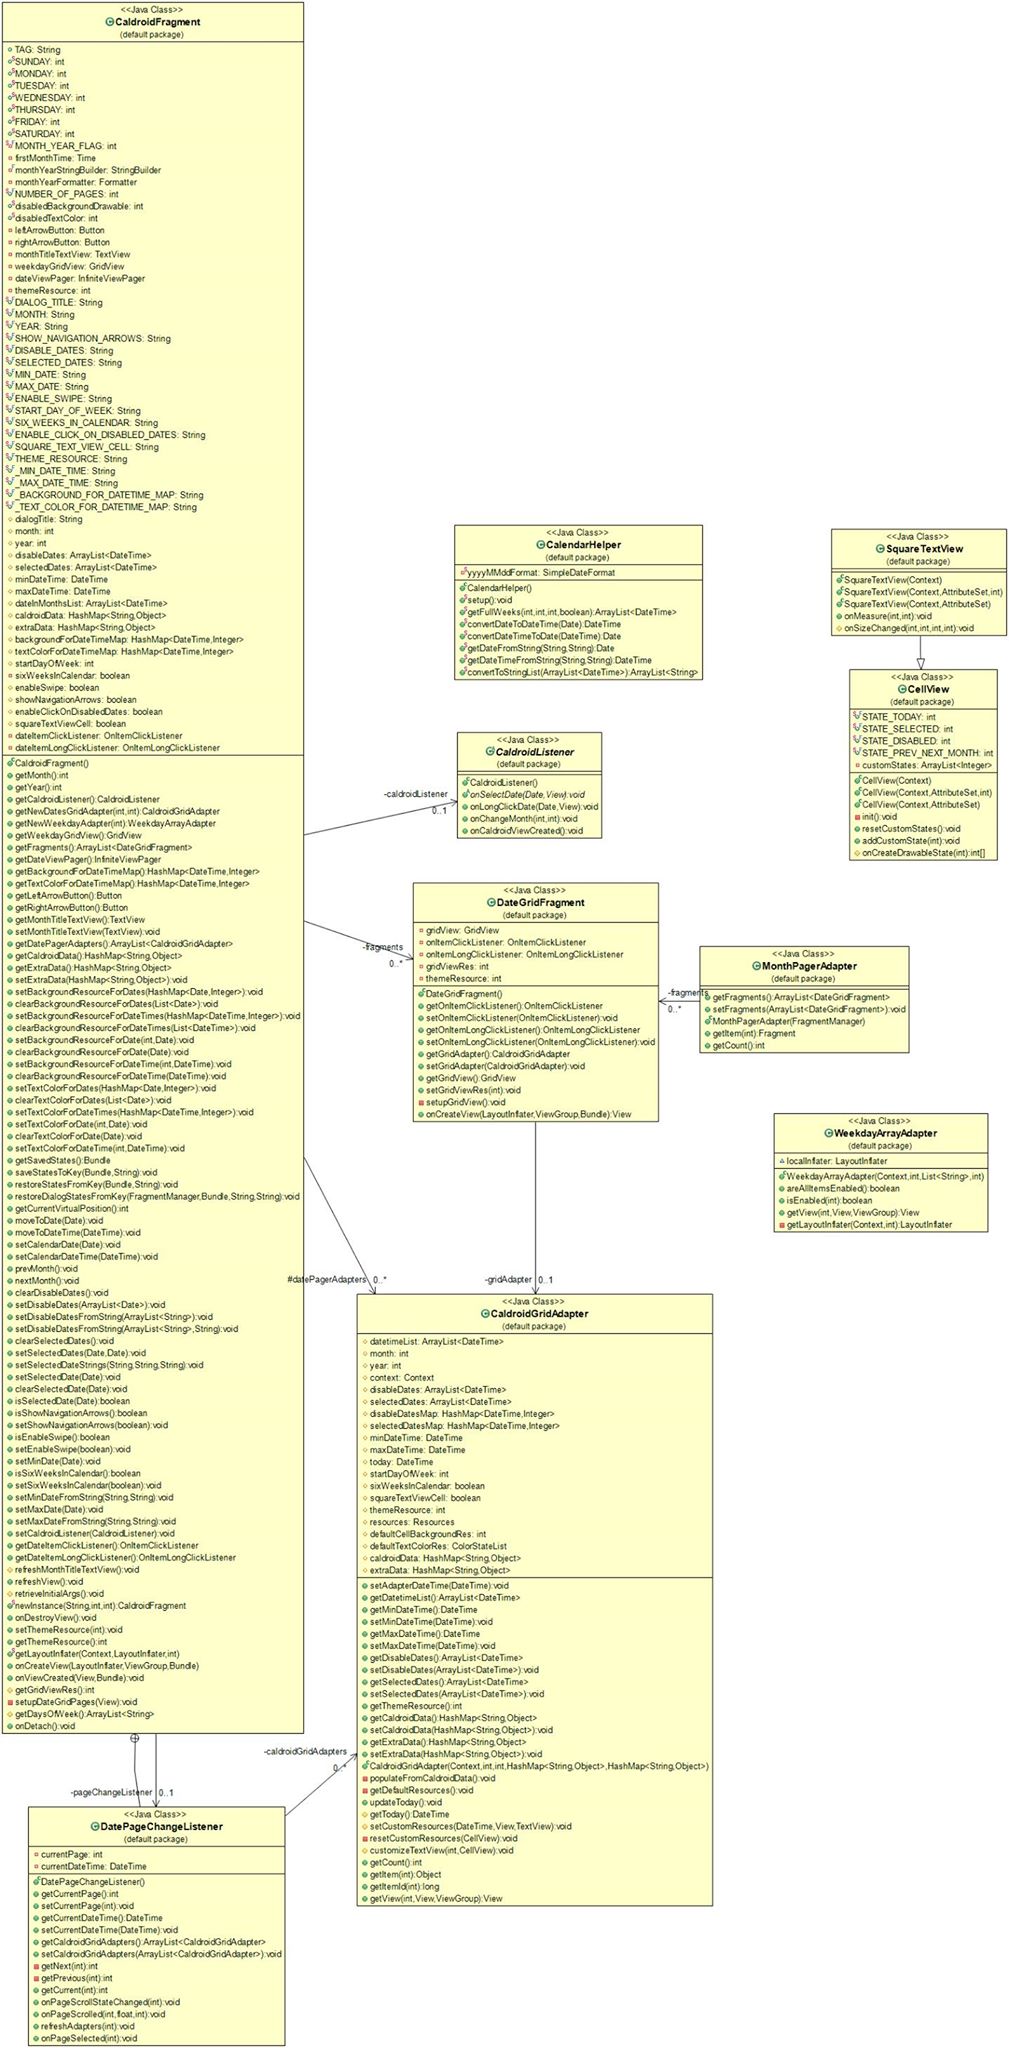 <<Java Class>>
CaldroidFragment
(default package)
TAG: String
SUNDAY: int
MONDAY: int
TUESDAY: int
WEDNESDAY: int
THURSDAY: int
FRIDAY: int
SATURDAY: int
MONTH_YEAR_FLAG: int
firstMonthTime: Time
monthYearStringBuilder: StringBuilder
monthYearFormatter: Formatter
NUMBER_OF_PAGES: int
disabledBackgroundDrawable: int
disabledTextColor: int
leftArrowButton: Button
rightArrowButton: Button
monthTitleTextView: TextView
weekdayGridView: GridView
dateViewPager: InfiniteViewPager
themeResource: int
DIALOG_TITLE: String
MONTH: String
YEAR: String
SHOW_NAVIGATION_ARROWS: String
DISABLE_DATES: String
SELECTED_DATES: String
MIN_DATE: String
MAX_DATE: String
ENABLE_SWIPE: String
START_DAY_OF_WEEK: String
SIX_WEEKS_IN_CALENDAR: String
ENABLE_CLICK_ON_DISABLED_DATES: String
SQUARE_TEXT_VIEW_CELL: String
THEME_RESOURCE: String
_MIN_DATE_TIME: String
_MAX_DATE_TIME: String
_BACKGROUND_FOR_DATETIME_MAP: String
_TEXT_COLOR_FOR_DATETIME_MAP: String
dialogTitle: String
month: int
year: int
disableDates: ArrayList<DateTime>
selectedDates: ArrayList<DateTime>
minDateTime: DateTime
maxDateTime: DateTime
dateInMonthsList: ArrayList<DateTime>
caldroidData: HashMap<String,Object>
extraData: HashMap<String,Object>
backgroundForDateTimeMap: HashMap<DateTime,Integer>
textColorForDateTimeMap: HashMap<DateTime,Integer>
startDayOfWeek: int
sixWeeksInCalendar: boolean
enableSwipe: boolean
showNavigationArrows: boolean
enableClickOnDisabledDates: boolean
squareTextViewCell: boolean
dateItemClickListener: OnItemClickListener
dateItemLongClickListener: OnItemLongClickListener
CaldroidFragment()
getMonth():int
getYear():int
getCaldroidListener():CaldroidListener
getNewDatesGridAdapter(int,int):CaldroidGridAdapter
getNewWeekdayAdapter(int):WeekdayArrayAdapter
getWeekdayGridView():GridView
getFragments():ArrayList<DateGridFragment>
getDateViewPager():InfiniteViewPager
getBackgroundForDateTimeMap():HashMap<DateTime,Integer>
getTextColorForDateTimeMap():HashMap<DateTime,Integer>
getLeftArrowButton():Button
getRightArrowButton():Button
getMonthTitleTextView():TextView
setMonthTitleTextView(TextView):void
getDatePagerAdapters():ArrayList<CaldroidGridAdapter>
getCaldroidData():HashMap<String,Object>
getExtraData():HashMap<String,Object>
setExtraData(HashMap<String,Object>):void
setBackgroundResourceForDates(HashMap<Date,Integer>):void
clearBackgroundResourceForDates(List<Date>):void
setBackgroundResourceForDateTimes(HashMap<DateTime,Integer>):void
clearBackgroundResourceForDateTimes(List<DateTime>):void
setBackgroundResourceForDate(int,Date):void
clearBackgroundResourceForDate(Date):void
setBackgroundResourceForDateTime(int,DateTime):void
clearBackgroundResourceForDateTime(DateTime):void
setTextColorForDates(HashMap<Date,Integer>):void
clearTextColorForDates(List<Date>):void
setTextColorForDateTimes(HashMap<DateTime,Integer>):void
setTextColorForDate(int,Date):void
clearTextColorForDate(Date):void
setTextColorForDateTime(int,DateTime):void
getSavedStates():Bundle
saveStatesToKey(Bundle,String):void
restoreStatesFromKey(Bundle,String):void
restoreDialogStatesFromKey(FragmentManager,Bundle,String,String):void
getCurrentVirtualPosition():int
moveToDate(Date):void
moveToDateTime(DateTime):void
setCalendarDate(Date):void
setCalendarDateTime(DateTime):void
prevMonth():void
nextMonth():void
clearDisableDates():void
setDisableDates(ArrayList<Date>):void
setDisableDatesFromString(ArrayList<String>):void
setDisableDatesFromString(ArrayList<String>,String):void
clearSelectedDates():void
setSelectedDates(Date,Date):void
setSelectedDateStrings(String,String,String):void
setSelectedDate(Date):void
clearSelectedDate(Date):void
isSelectedDate(Date):boolean
isShowNavigationArrows():boolean
setShowNavigationArrows(boolean):void
isEnableSwipe():boolean
setEnableSwipe(boolean):void
setMinDate(Date):void
isSixWeeksInCalendar():boolean
setSixWeeksInCalendar(boolean):void
setMinDateFromString(String,String):void
setMaxDate(Date):void
setMaxDateFromString(String,String):void
setCaldroidListener(CaldroidListener):void
getDateItemClickListener():OnItemClickListener
getDateItemLongClickListener():OnItemLongClickListener
refreshMonthTitleTextView():void
refreshView():void
retrieveInitialArgs():void
newInstance(String,int,int):CaldroidFragment
onDestroyView():void
setThemeResource(int):void
getThemeResource():int
getLayoutInflater(Context,LayoutInflater,int)
onCreateView(LayoutInflater,ViewGroup,Bundle)
onViewCreated(View,Bundle):void
getGridViewRes():int
setupDateGridPages(View):void
getDaysOfWeek():ArrayList<String>
onDetach():void
<<Java Class>>
CalendarHelper
(default package)
yyyyMMddFormat: SimpleDateFormat
CalendarHelper()
setup():void
getFullWeeks(int,int,int,boolean):ArrayList<DateTime>
convertDateToDateTime(Date):DateTime
convertDateTimeToDate(DateTime):Date
getDateFromString(String,String):Date
getDateTimeFromString(String,String):DateTime
convertToStringList(ArrayList<DateTime>):ArrayList<String>
<<Java Class>>
SquareTextView
(default package)
SquareTextView(Context)
SquareTextView(Context,AttributeSet,int)
SquareTextView(Context,AttributeSet)
onMeasure(int,int):void
onSizeChanged(int,int,int,int):void
<<Java Class>>
CellView
(default package)
STATE_TODAY: int
STATE_SELECTED: int
STATE_DISABLED: int
STATE_PREV_NEXT_MONTH: int
customStates: ArrayList<Integer>
CellView(Context)
CellView(Context,AttributeSet,int)
CellView(Context,AttributeSet)
init():void
resetCustomStates():void
addCustomState(int):void
onCreateDrawableState(int):int[]
<<Java Class>>
CaldroidListener
(default package)
CaldroidListener()
onSelectDate(Date,View):void
onLongClickDate(Date,View):void
onChangeMonth(int,int):void
onCaldroidViewCreated():void
-caldroidListener
0..1
<<Java Class>>
DateGridFragment
(default package)
gridView: GridView
onItemClickListener: OnItemClickListener
onItemLongClickListener: OnItemLongClickListener
gridViewRes: int
themeResource: int
DateGridFragment()
getOnItemClickListener():OnItemClickListener
setOnItemClickListener(OnItemClickListener):void
getOnItemLongClickListener():OnItemLongClickListener
setOnItemLongClickListener(OnItemLongClickListener):void
getGridAdapter():CaldroidGridAdapter
setGridAdapter(CaldroidGridAdapter):void
getGridView():GridView
setGridViewRes(int):void
setupGridView():void
onCreateView(LayoutInflater,ViewGroup,Bundle):View
-fragments
0..*
<<Java Class>>
MonthPagerAdapter
(default package)
getFragments():ArrayList<DateGridFragment>
setFragments(ArrayList<DateGridFragment>):void
MonthPagerAdapter(FragmentManager)
getItem(int):Fragment
getCount():int
-fragments
0..*
<<Java Class>>
WeekdayArrayAdapter
(default package)
localInflater: LayoutInflater
WeekdayArrayAdapter(Context,int,List<String>,int)
areAllItemsEnabled():boolean
isEnabled(int):boolean
getView(int,View,ViewGroup):View
getLayoutInflater(Context,int):LayoutInflater
#datePagerAdapters
0..*
-gridAdapter
0..1
<<Java Class>>
CaldroidGridAdapter
(default package)
datetimeList: ArrayList<DateTime>
month: int
year: int
context: Context
disableDates: ArrayList<DateTime>
selectedDates: ArrayList<DateTime>
disableDatesMap: HashMap<DateTime,Integer>
selectedDatesMap: HashMap<DateTime,Integer>
minDateTime: DateTime
maxDateTime: DateTime
today: DateTime
startDayOfWeek: int
sixWeeksInCalendar: boolean
squareTextViewCell: boolean
themeResource: int
resources: Resources
defaultCellBackgroundRes: int
defaultTextColorRes: ColorStateList
caldroidData: HashMap<String,Object>
extraData: HashMap<String,Object>
setAdapterDateTime(DateTime):void
getDatetimeList():ArrayList<DateTime>
getMinDateTime():DateTime
setMinDateTime(DateTime):void
getMaxDateTime():DateTime
setMaxDateTime(DateTime):void
getDisableDates():ArrayList<DateTime>
setDisableDates(ArrayList<DateTime>):void
getSelectedDates():ArrayList<DateTime>
setSelectedDates(ArrayList<DateTime>):void
getThemeResource():int
getCaldroidData():HashMap<String,Object>
setCaldroidData(HashMap<String,Object>):void
getExtraData():HashMap<String,Object>
setExtraData(HashMap<String,Object>):void
CaldroidGridAdapter(Context,int,int,HashMap<String,Object>,HashMap<String,Object>)
populateFromCaldroidData():void
getDefaultResources():void
updateToday():void
getToday():DateTime
setCustomResources(DateTime,View,TextView):void
resetCustomResources(CellView):void
customizeTextView(int,CellView):void
getCount():int
getItem(int):Object
getItemId(int):long
getView(int,View,ViewGroup):View
-caldroidGridAdapters
0..*
-pageChangeListener
0..1
<<Java Class>>
DatePageChangeListener
(default package)
currentPage: int
currentDateTime: DateTime
DatePageChangeListener()
getCurrentPage():int
setCurrentPage(int):void
getCurrentDateTime():DateTime
setCurrentDateTime(DateTime):void
getCaldroidGridAdapters():ArrayList<CaldroidGridAdapter>
setCaldroidGridAdapters(ArrayList<CaldroidGridAdapter>):void
getNext(int):int
getPrevious(int):int
getCurrent(int):int
onPageScrollStateChanged(int):void
onPageScrolled(int,float,int):void
refreshAdapters(int):void
onPageSelected(int):void